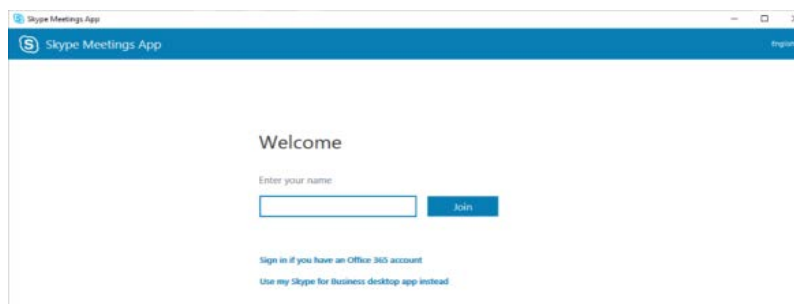 Skype Meetings App
Skype Meetings App
English
Welcome
Enter your name
Join
Sign in if you have an Office 365 account
Use my Skype for Business desktop app instead